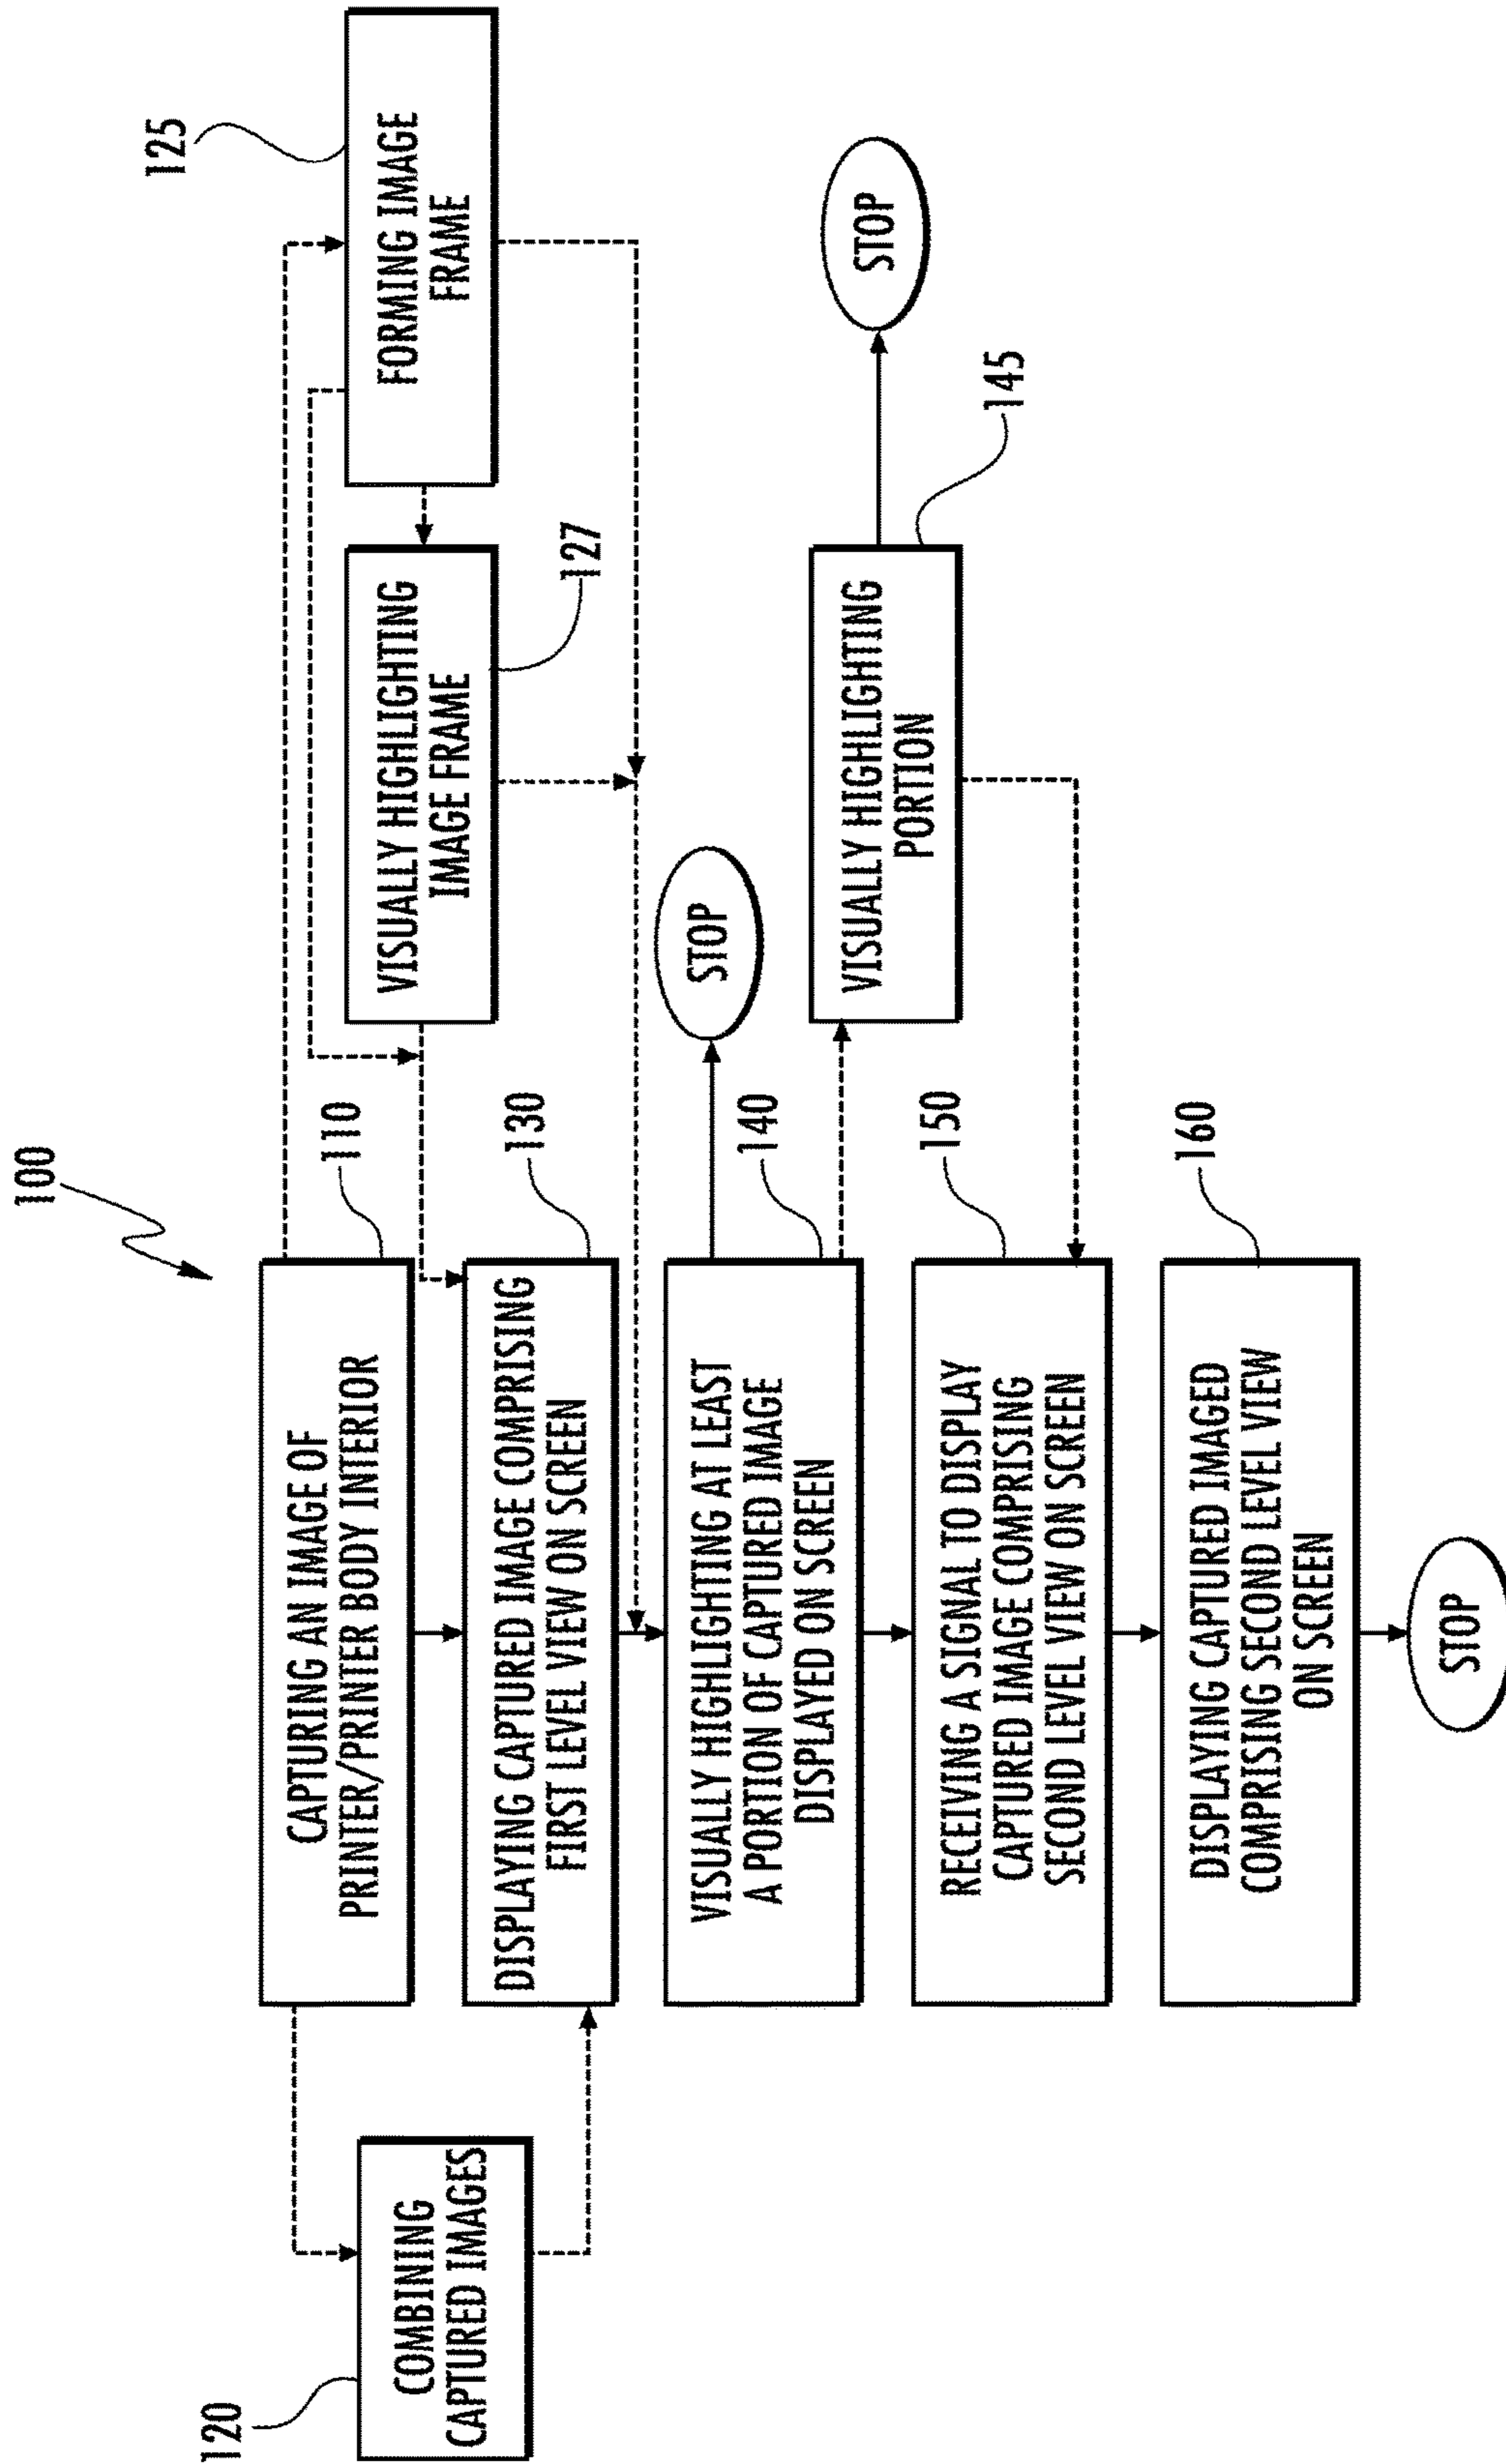 100
110
CAPTURING AN IMAGE OF
PRINTER/PRINTER BODY INTERIOR
120
COMBINING
CAPTURED IMAGES
125
FORMING IMAGE
FRAME
VISUALLY HIGHLIGHTING
IMAGE FRAME
127
130
DISPLAYING CAPTURED IMAGE COMPRISING
FIRST LEVEL VIEW ON SCREEN
STOP
140
VISUALLY HIGHLIGHTING AT LEAST
A PORTION OF CAPTURED IMAGE
DISPLAYED ON SCREEN
VISUALLY HIGHLIGHTING
PORTION
145
STOP
150
RECEIVING A SIGNAL TO DISPLAY
CAPTURED IMAGE COMPRISING
SECOND LEVEL VIEW ON SCREEN
160
DISPLAYING CAPTURED IMAGED
COMPRISING SECOND LEVEL VIEW
ON SCREEN
STOP